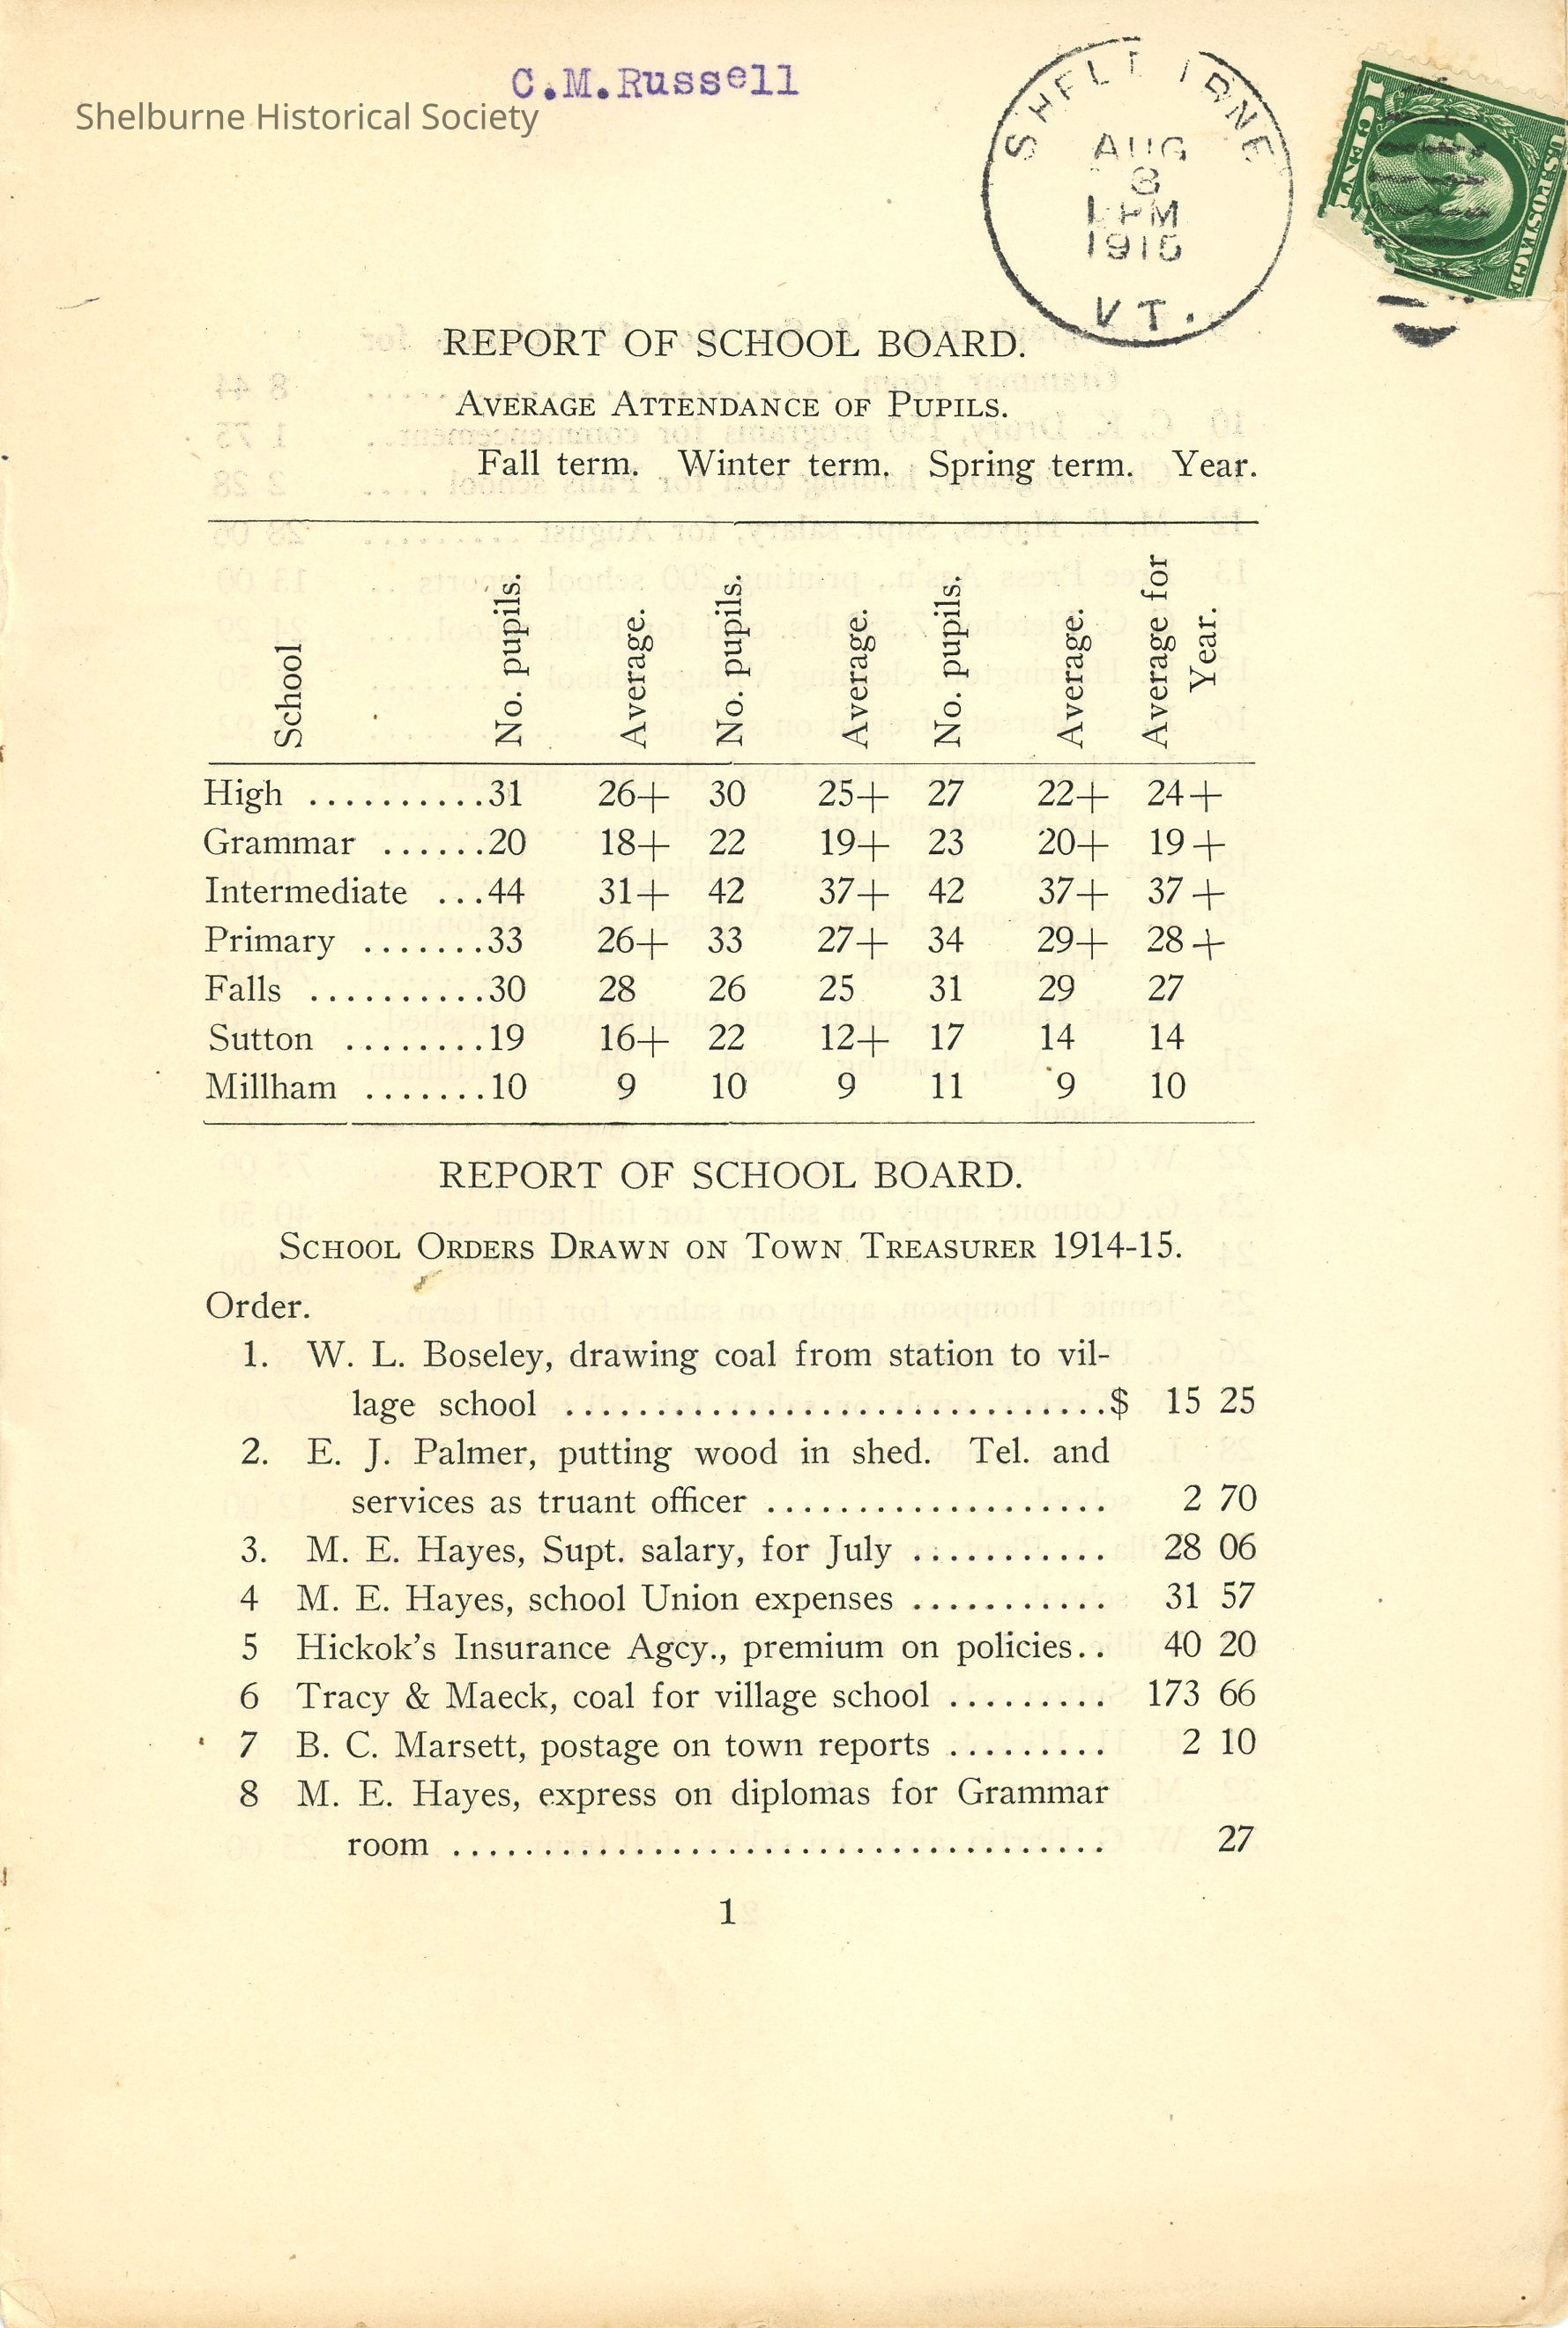 C.M.Russell
Shelburne Historical Society
AUG
8
1 PM
1915
VT.
1 CENT
U.S. POSTAGE
REPORT OF SCHOOL BOARD.
AVERAGE ATTENDANCE OF PUPILS.
Fall term. Winter term. Spring term. Year.
School No. pupils. Average. No. pupils. Average. No. pupils. Average. Average for Year.
High ..........31 26+ 30 25+ 27 22+ 24+
Grammar ......20 18+ 22 19+ 23 20+ 19+
Intermediate ...44 31+ 42 37+ 42 37+ 37+
Primary .......33 26+ 33 27+ 34 29+ 28+
Falls ..........30 28 26 25 31 29 27
Sutton ........19 16+ 22 12+ 17 14 14
Millham .......10 9 10 9 11 9 10
REPORT OF SCHOOL BOARD.
SCHOOL ORDERS DRAWN ON TOWN TREASURER 1914-15.
Order.
1. W. L. Boseley, drawing coal from station to vil-
lage school ..............................$ 15 25
2. E. J. Palmer, putting wood in shed. Tel. and
services as truant officer ................... 2 70
3. M. E. Hayes, Supt. salary, for July ........... 28 06
4 M. E. Hayes, school Union expenses ........... 31 57
5 Hickok's Insurance Agcy., premium on policies.. 40 20
6 Tracy & Maeck, coal for village school ......... 173 66
7 B. C. Marsett, postage on town reports ......... 2 10
8 M. E. Hayes, express on diplomas for Grammar
room .................................... 27
1